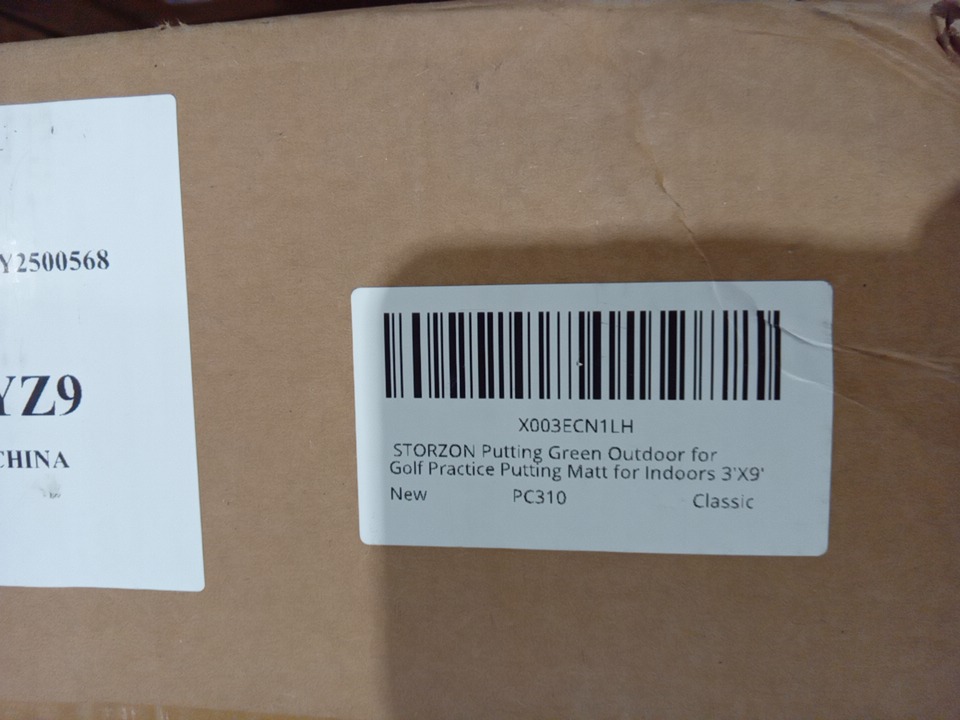 Y2500568
YZ9
CHINA
X003ECN1LH
STORZON Putting Green Outdoor for
Golf Practice Putting Matt for Indoors 3'X9'
New PC310 Classic